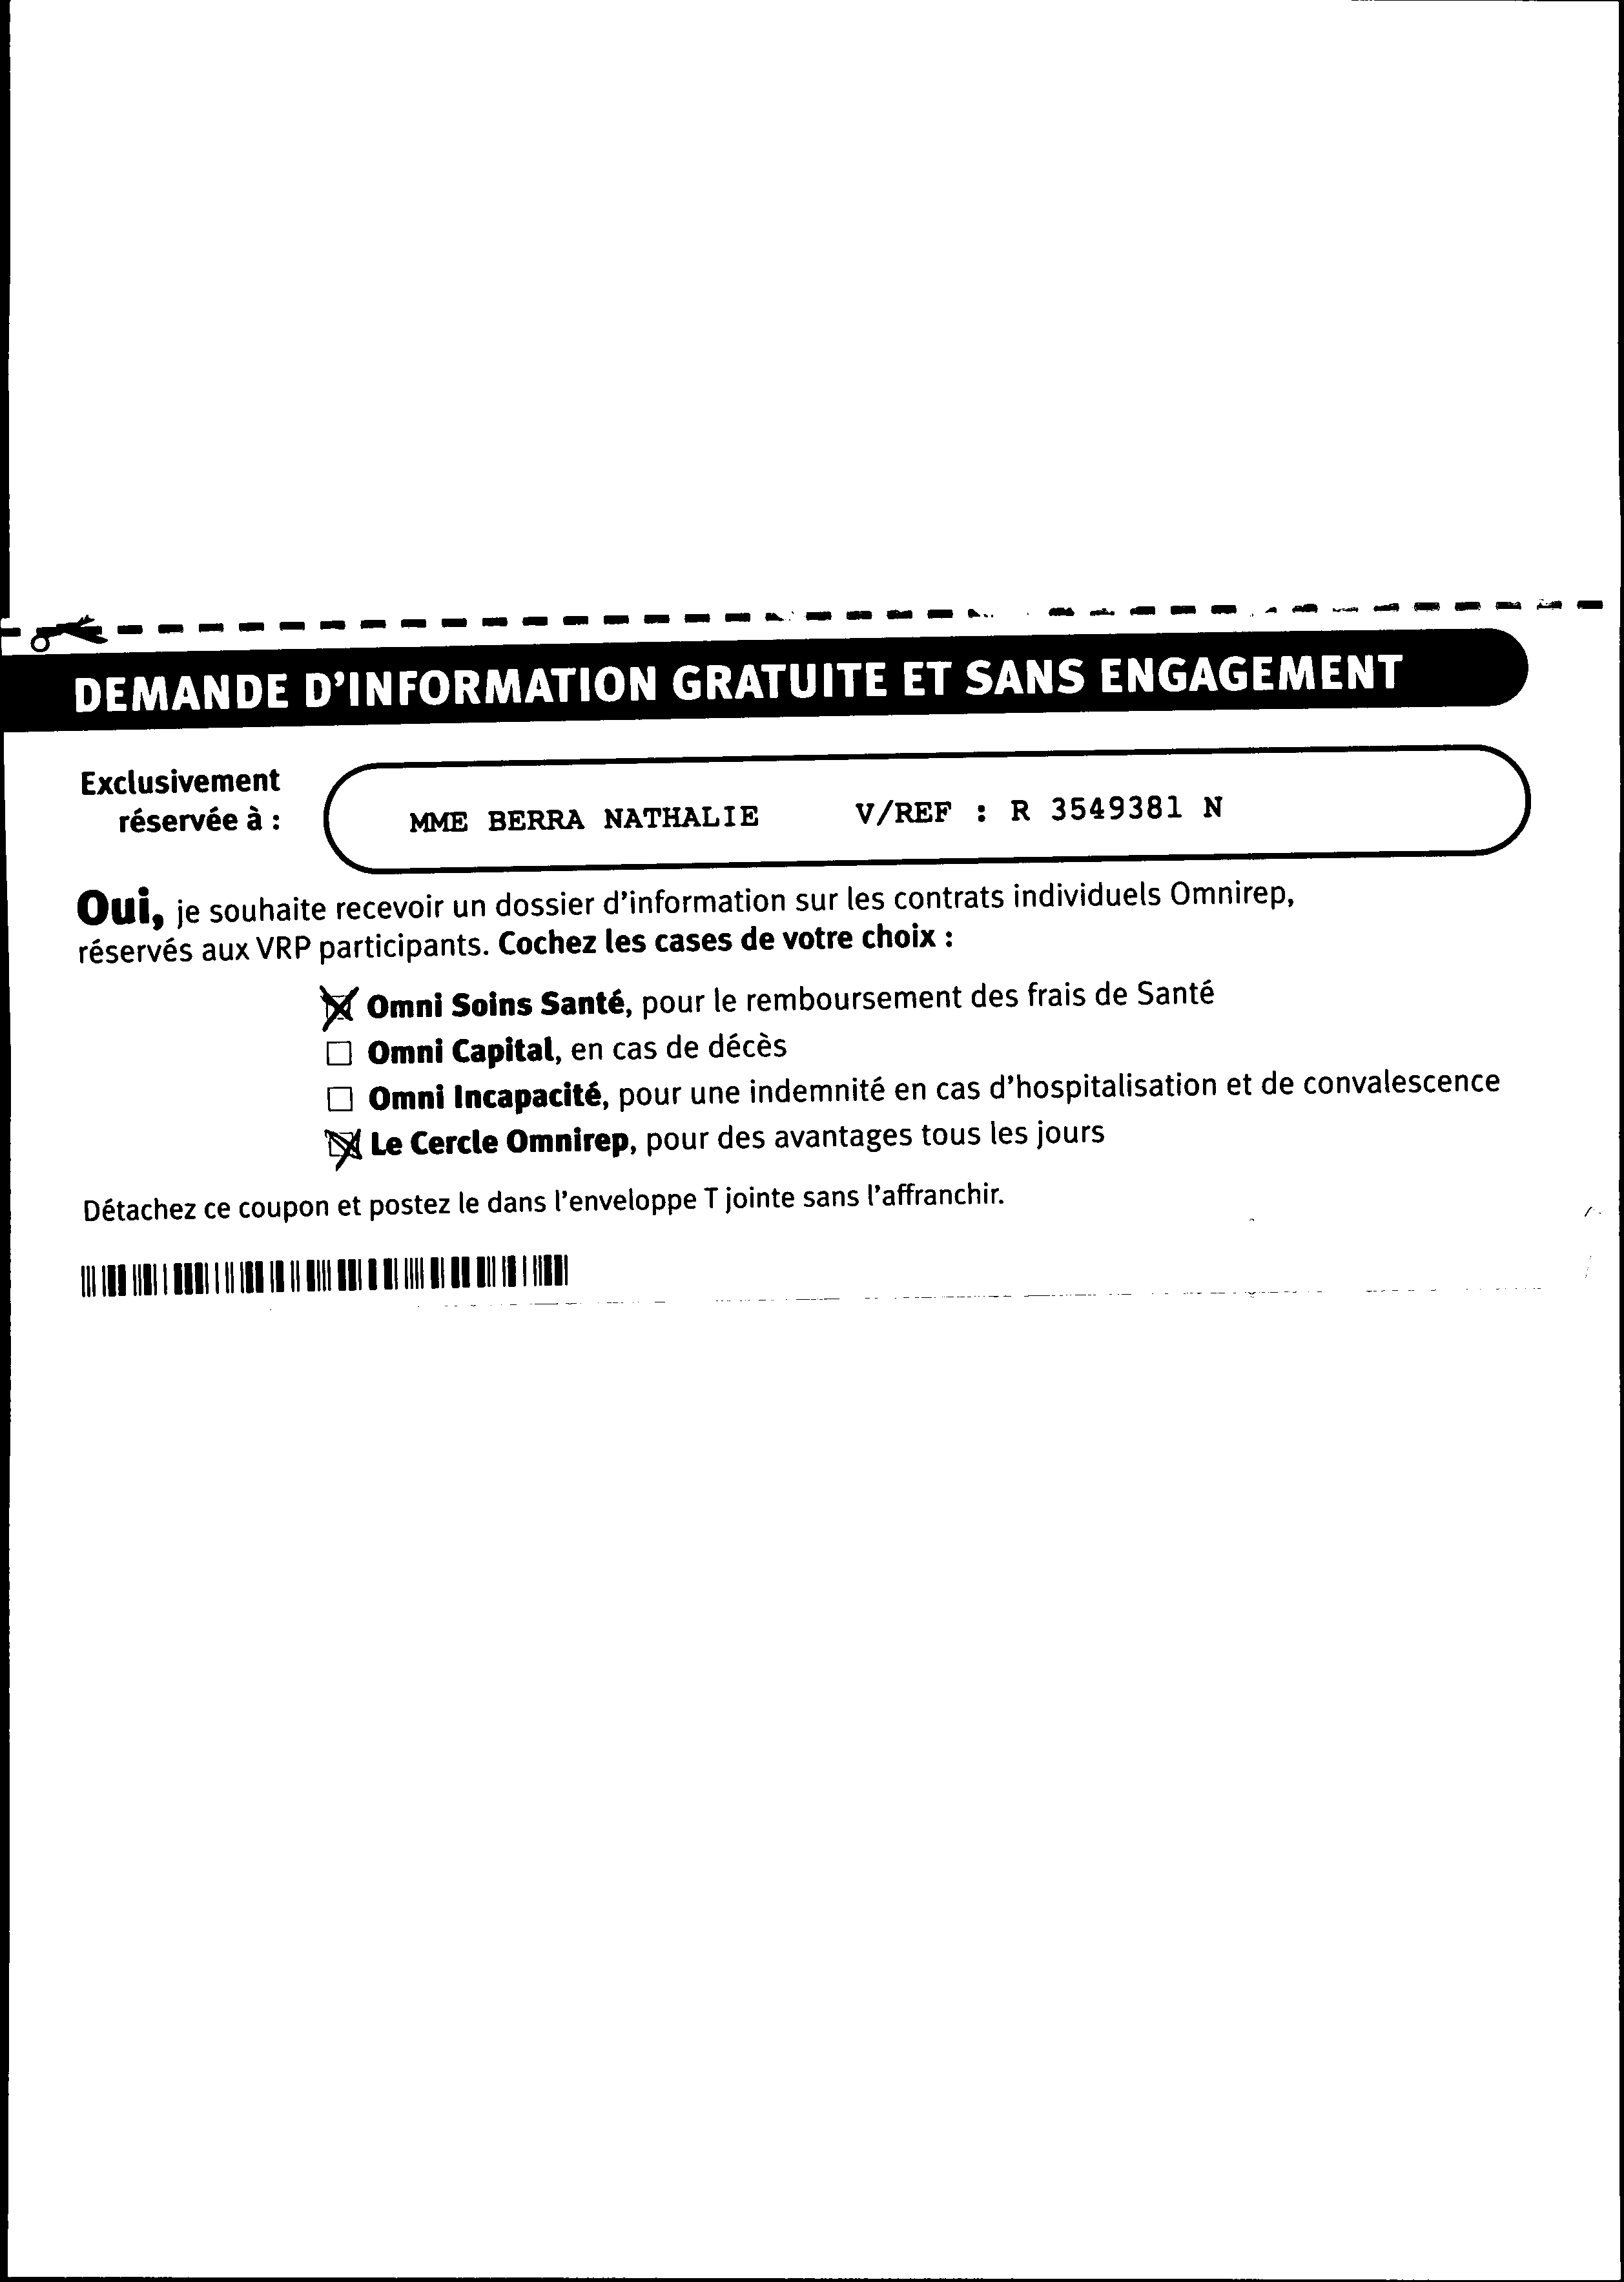 DEMANDE D'INFORMATION GRATUITE ET SANS ENGAGEMENT
Exclusivement
réservée à :
MME BERRA NATHALIE V/REF : R 3549381 N
Oui, je souhaite recevoir un dossier d'information sur les contrats individuels Omnirep,
réservés aux VRP participants. Cochez les cases de votre choix :
Omni Soins Santé, pour le remboursement des frais de Santé
Omni Capital, en cas de décès
Omni Incapacité, pour une indemnité en cas d'hospitalisation et de convalescence
Le Cercle Omnirep, pour des avantages tous les jours
Détachez ce coupon et postez le dans l'enveloppe T jointe sans l'affranchir.